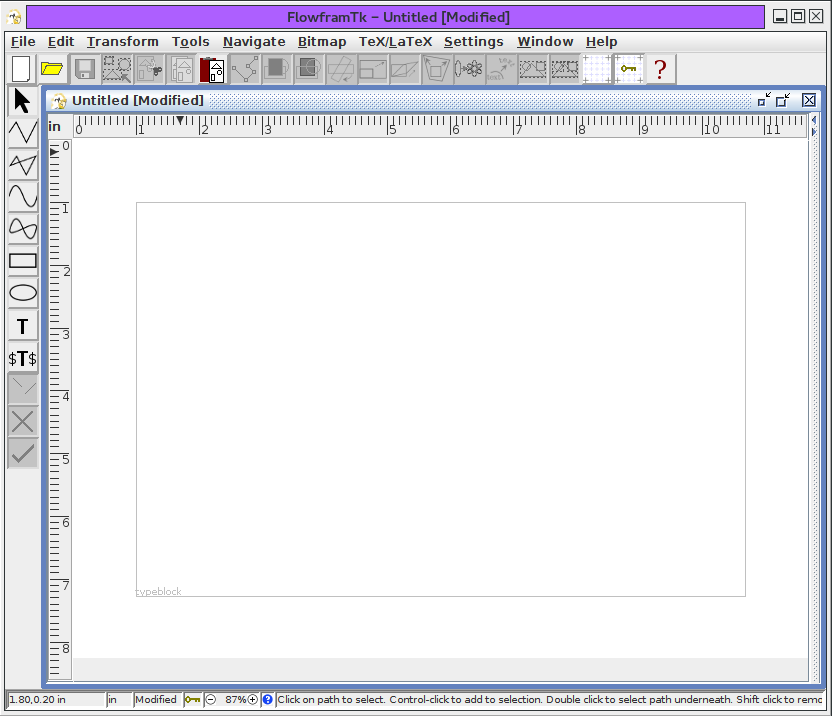 FlowframTk - Untitled [Modified]
File Edit Transform Tools Navigate Bitmap TeX/LaTeX Settings Window Help
?
Untitled [Modified]
in 0 1 2 3 4 5 6 7 8 9 10 11
0
1
2
3
4
5
6
7
8
T
$T$
typeblock
1.80,0.20 in in Modified 87% ? Click on path to select. Control-click to add to selection. Double click to select path underneath. Shift click to remo